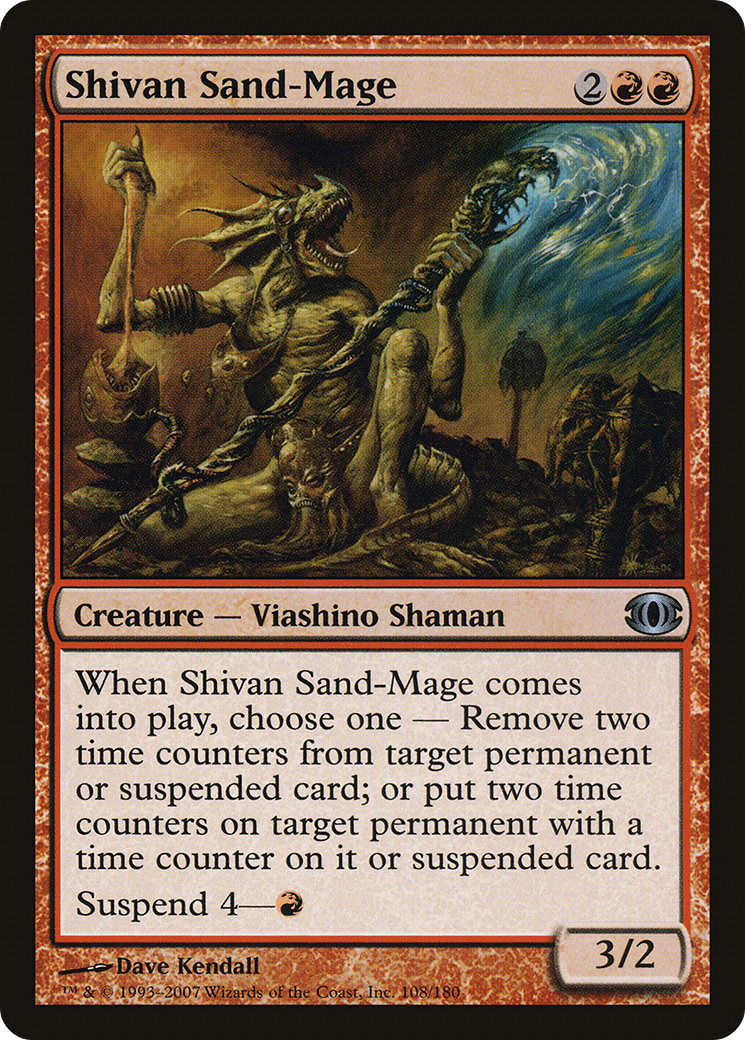 Shivan Sand-Mage 2
Creature — Viashino Shaman
When Shivan Sand-Mage comes
into play, choose one — Remove two
time counters from target permanent
or suspended card; or put two time
counters on target permanent with a
time counter on it or suspended card.
Suspend 4—
3/2
Dave Kendall
™ & © 1993–2007 Wizards of the Coast, Inc. 108/180